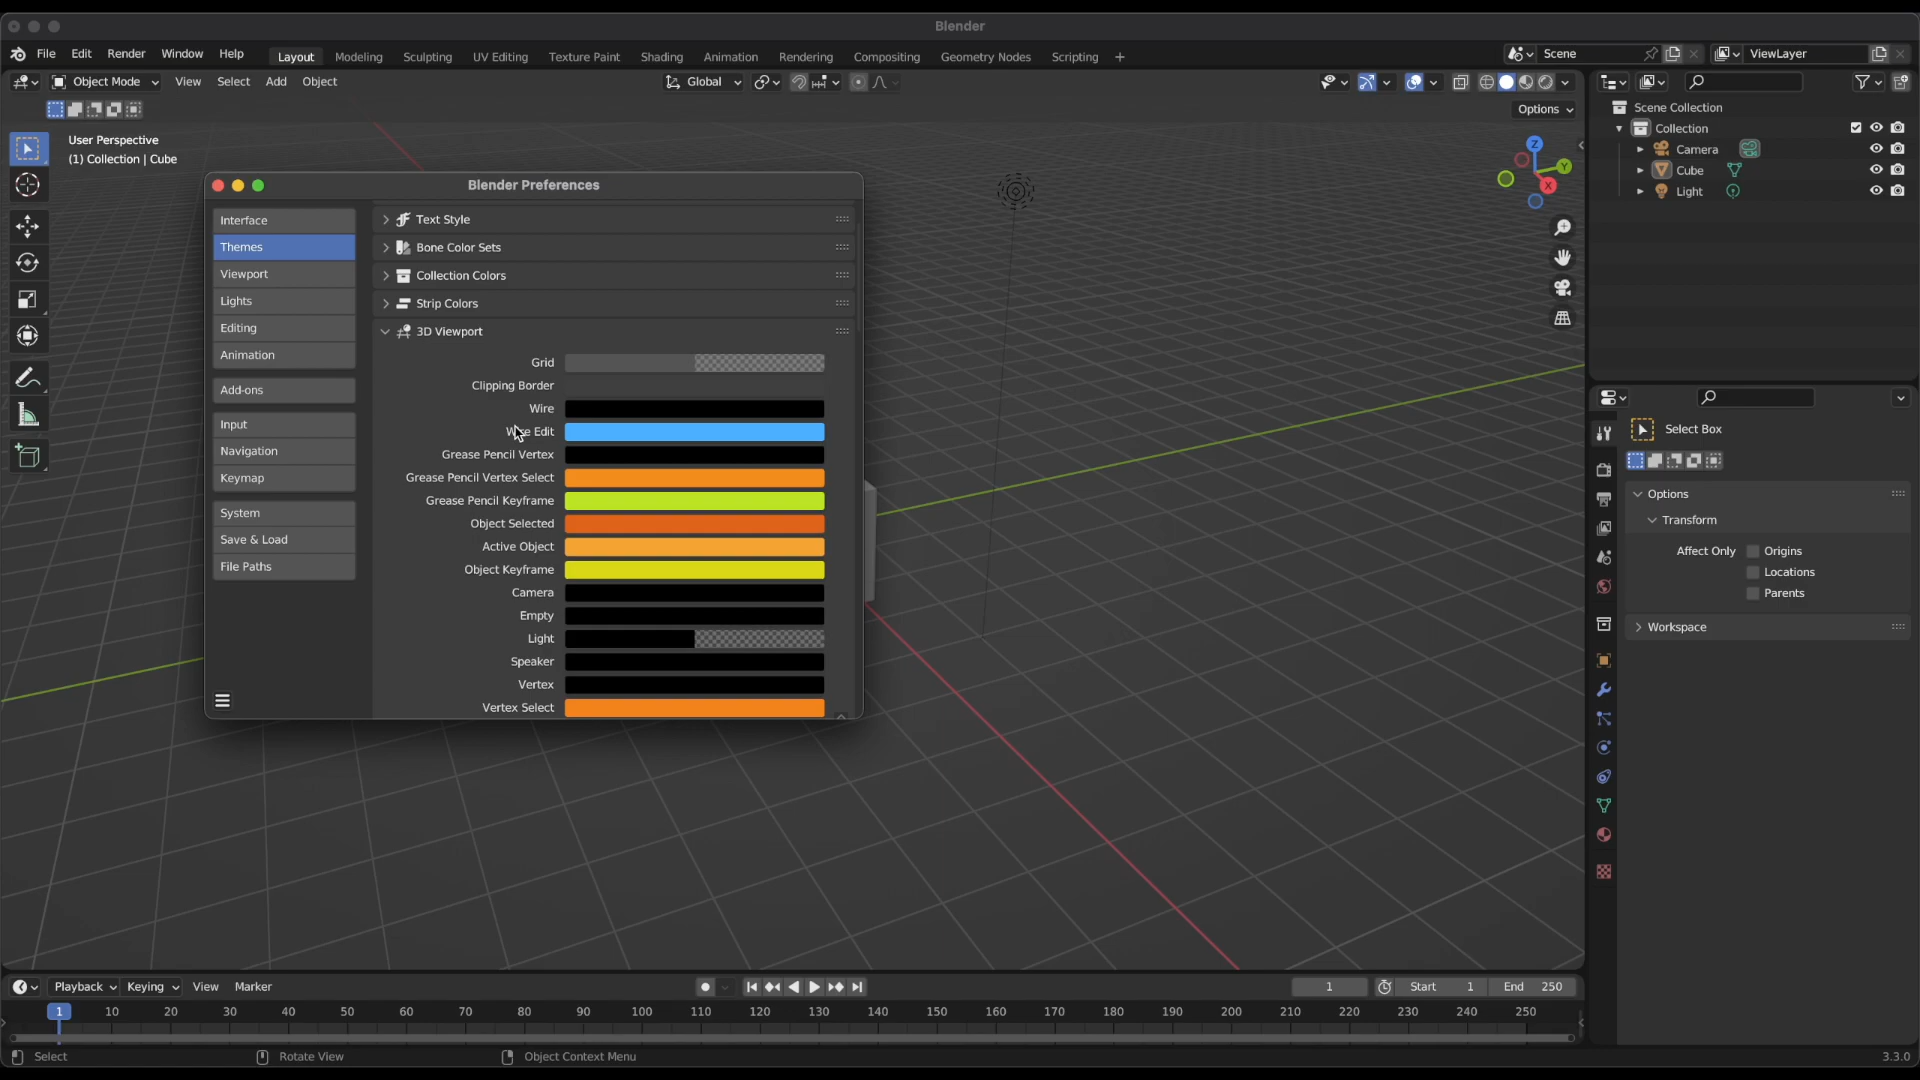 Blender
File Edit Render Window Help Layout Modeling Sculpting UV Editing Texture Paint Shading Animation Rendering Compositing Geometry Nodes Scripting + Scene ViewLayer
Object Mode View Select Add Object Global
Options
User Perspective
(1) Collection | Cube
Z
Y
X
Scene Collection
Collection
Camera
Cube
Light
Blender Preferences
Interface
Themes
Viewport
Lights
Editing
Animation
Add-ons
Input
Navigation
Keymap
System
Save & Load
File Paths
Text Style
Bone Color Sets
Collection Colors
Strip Colors
3D Viewport
Grid
Clipping Border
Wire
Wire Edit
Grease Pencil Vertex
Grease Pencil Vertex Select
Grease Pencil Keyframe
Object Selected
Active Object
Object Keyframe
Camera
Empty
Light
Speaker
Vertex
Vertex Select
Select Box
Options
Transform
Affect Only Origins
Locations
Parents
Workspace
Playback Keying View Marker 1 Start 1 End 250
1 10 20 30 40 50 60 70 80 90 100 110 120 130 140 150 160 170 180 190 200 210 220 230 240 250
Select Rotate View Object Context Menu 3.3.0